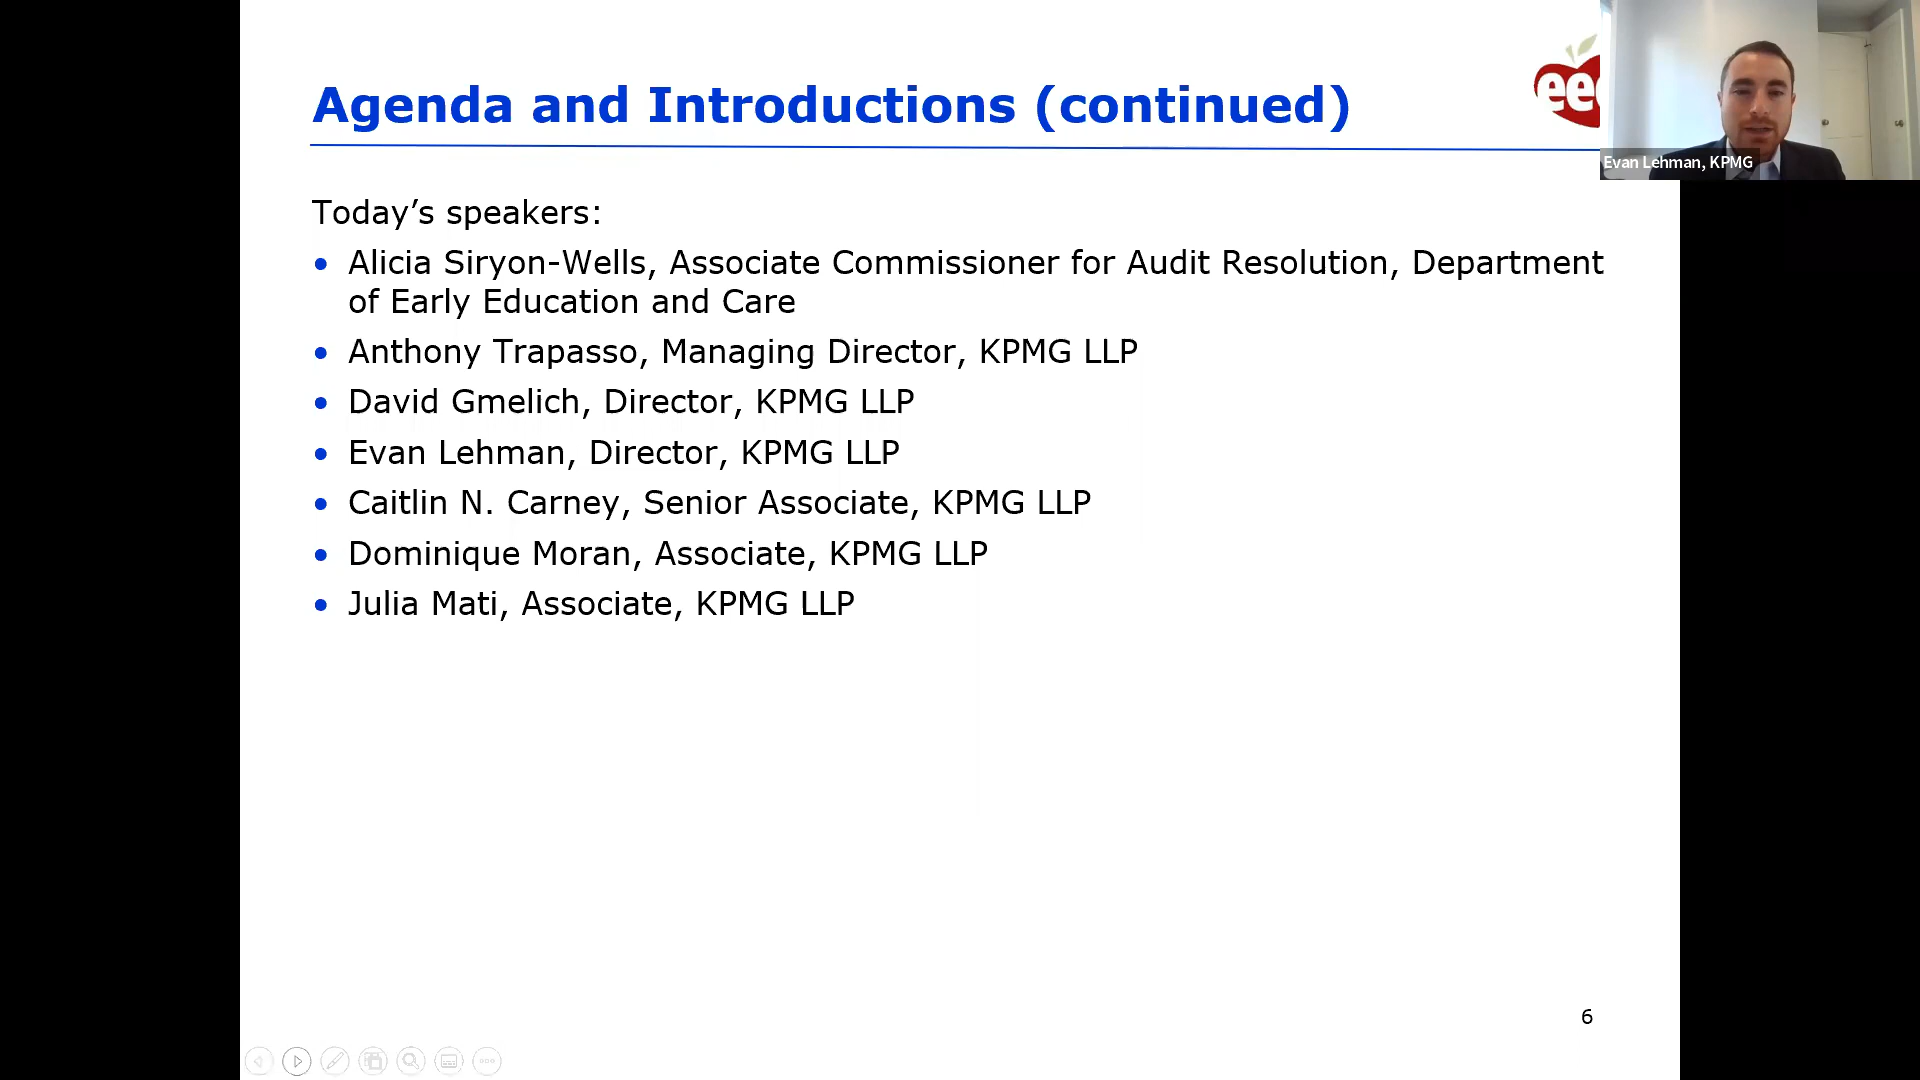 Agenda and Introductions (continued)
eec
Evan Lehman, KPMG
Today’s speakers:
• Alicia Siryon-Wells, Associate Commissioner for Audit Resolution, Department
of Early Education and Care
• Anthony Trapasso, Managing Director, KPMG LLP
• David Gmelich, Director, KPMG LLP
• Evan Lehman, Director, KPMG LLP
• Caitlin N. Carney, Senior Associate, KPMG LLP
• Dominique Moran, Associate, KPMG LLP
• Julia Mati, Associate, KPMG LLP
6